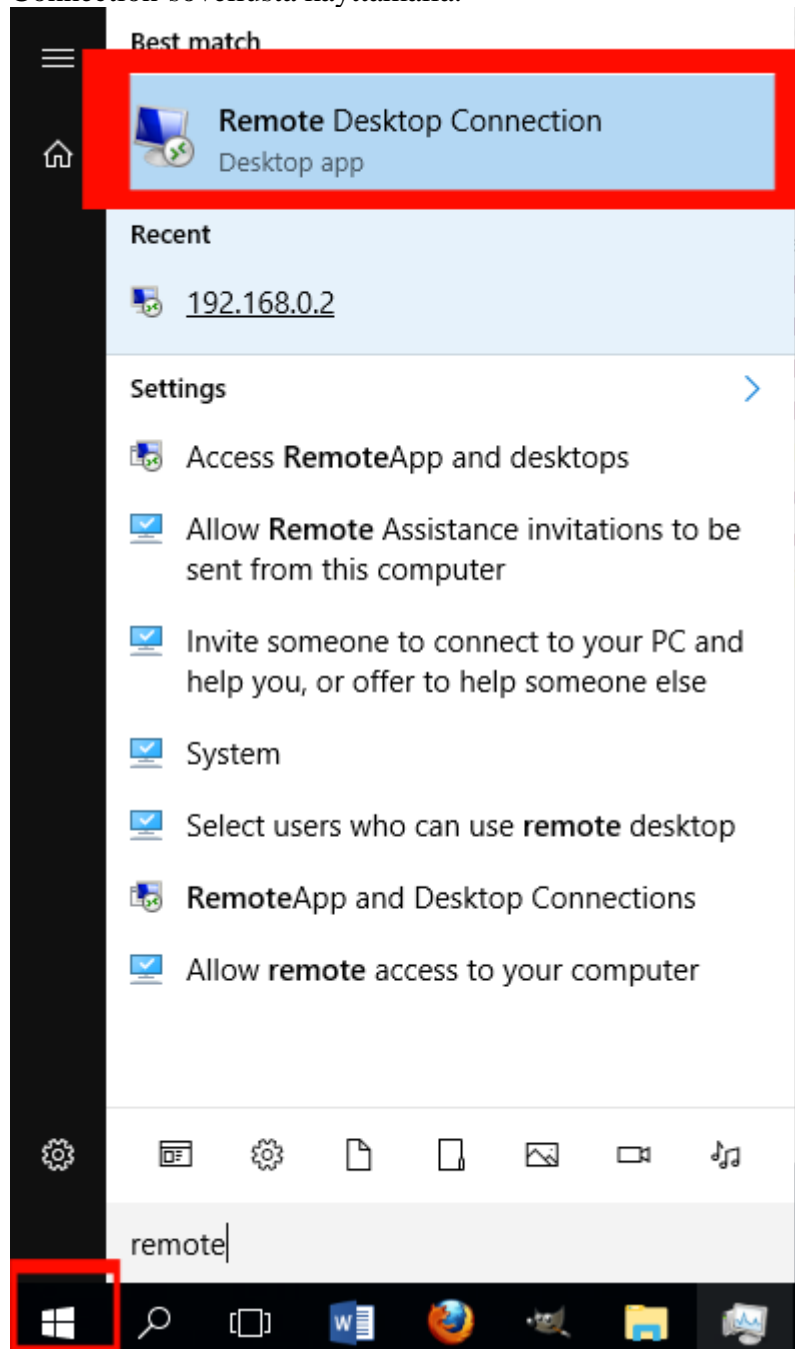 Best match
Remote Desktop Connection
Desktop app
Recent
192.168.0.2
Settings
Access RemoteApp and desktops
Allow Remote Assistance invitations to be
sent from this computer
Invite someone to connect to your PC and
help you, or offer to help someone else
System
Select users who can use remote desktop
RemoteApp and Desktop Connections
Allow remote access to your computer
remote